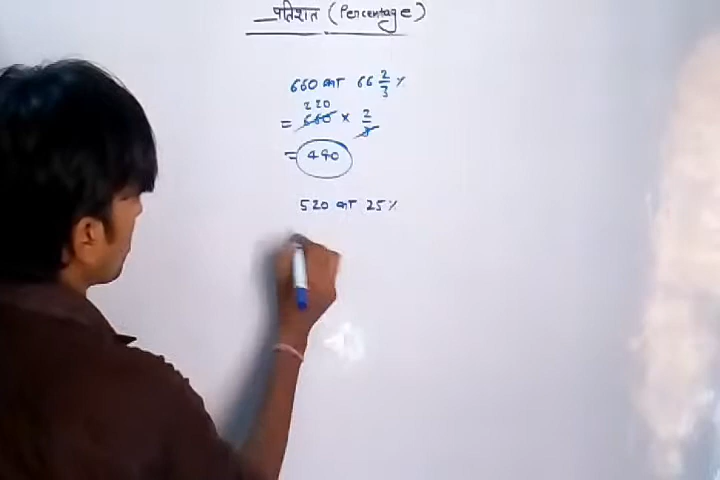 प्रतिशत (Percentage)
660 का 66 2/3 %
220
= 660 × 2/3
= 440
520 का 25%